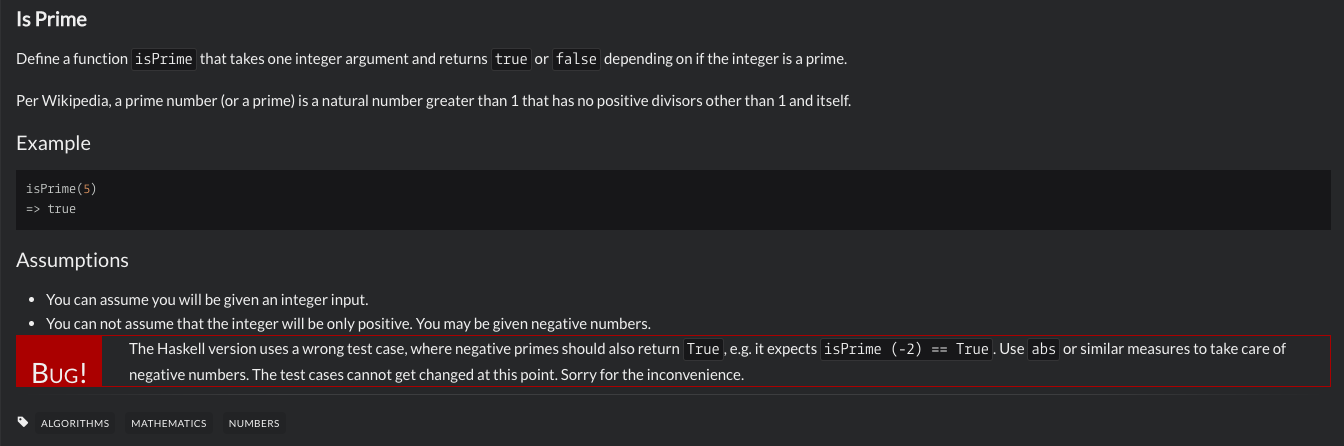 Is Prime
Define a function isPrime that takes one integer argument and returns true or false depending on if the integer is a prime.
Per Wikipedia, a prime number (or a prime) is a natural number greater than 1 that has no positive divisors other than 1 and itself.
Example
isPrime(5)
=> true
Assumptions
• You can assume you will be given an integer input.
• You can not assume that the integer will be only positive. You may be given negative numbers.
Bug!
The Haskell version uses a wrong test case, where negative primes should also return True, e.g. it expects isPrime (-2) == True. Use abs or similar measures to take care of
negative numbers. The test cases cannot get changed at this point. Sorry for the inconvenience.
ALGORITHMS MATHEMATICS NUMBERS